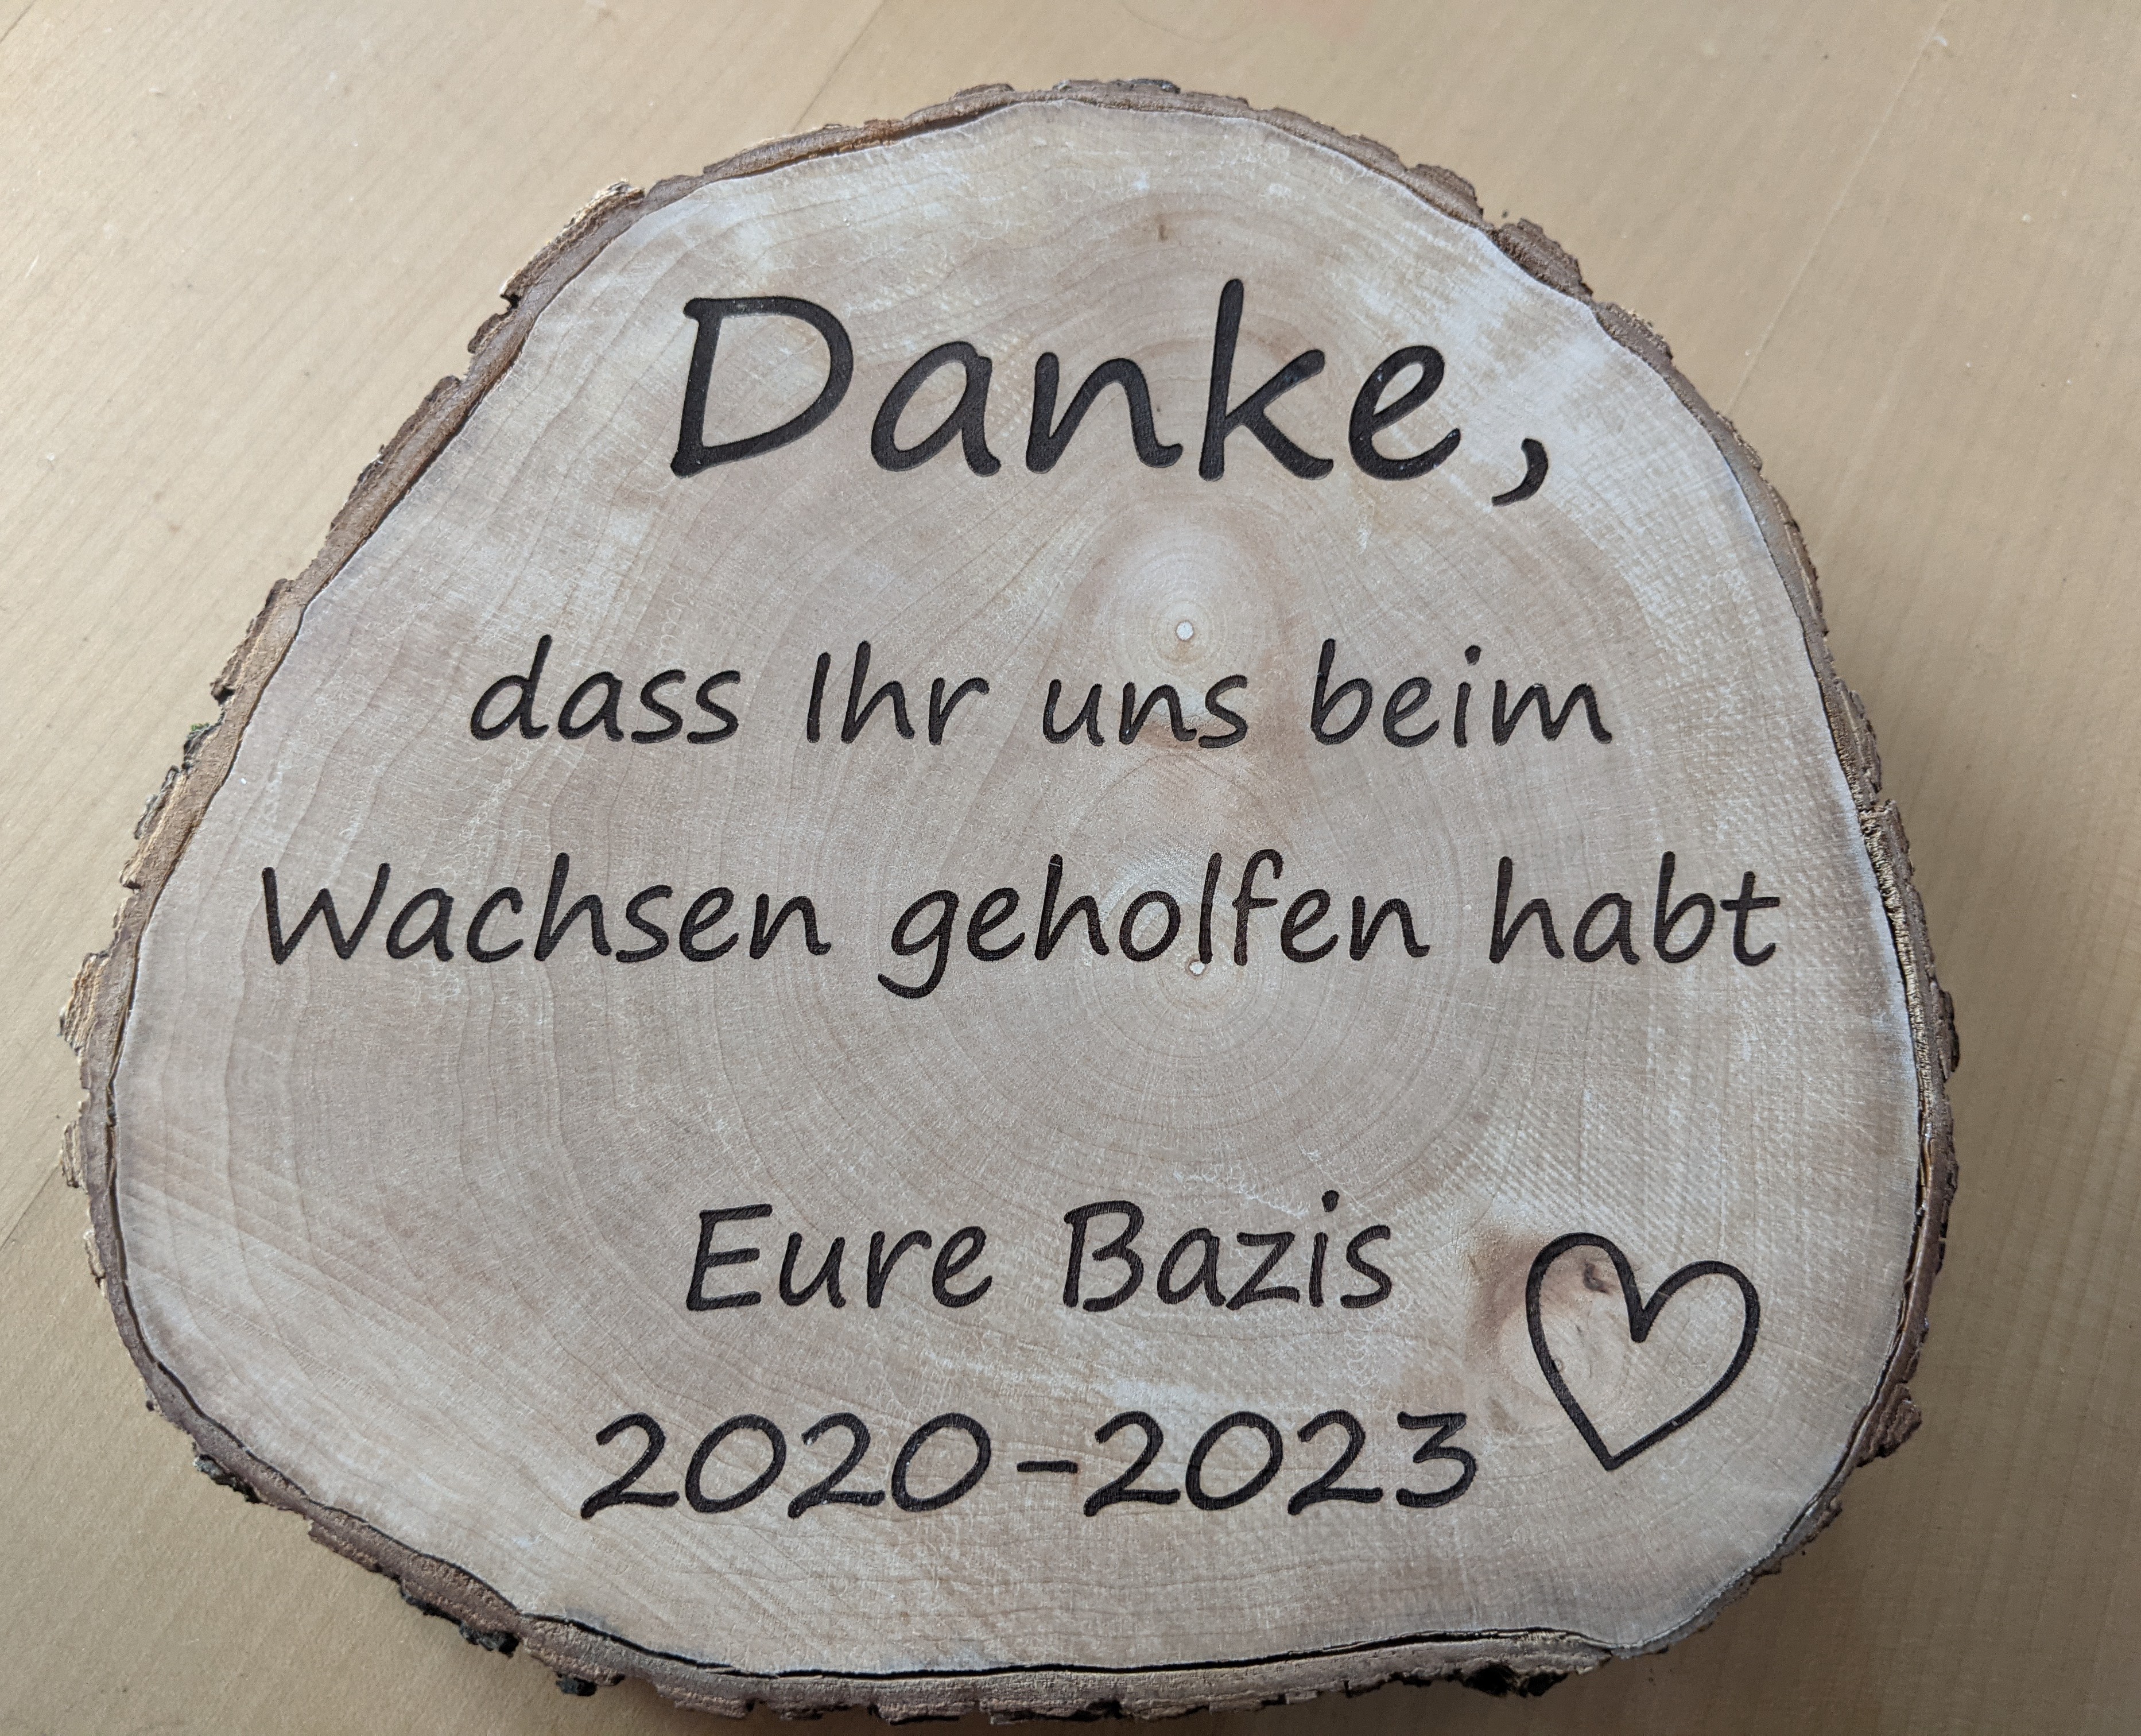 Danke,
dass Ihr uns beim
Wachsen geholfen habt
Eure Bazis
2020-2023